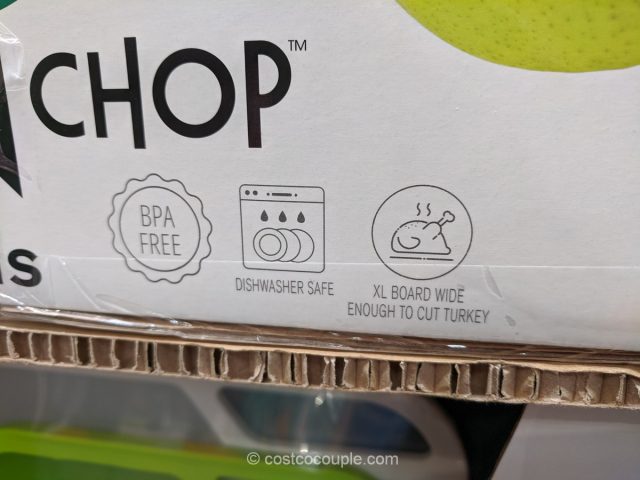 CHOP™
BPA
FREE
DISHWASHER SAFE
XL BOARD WIDE
ENOUGH TO CUT TURKEY
© costcocouple.com